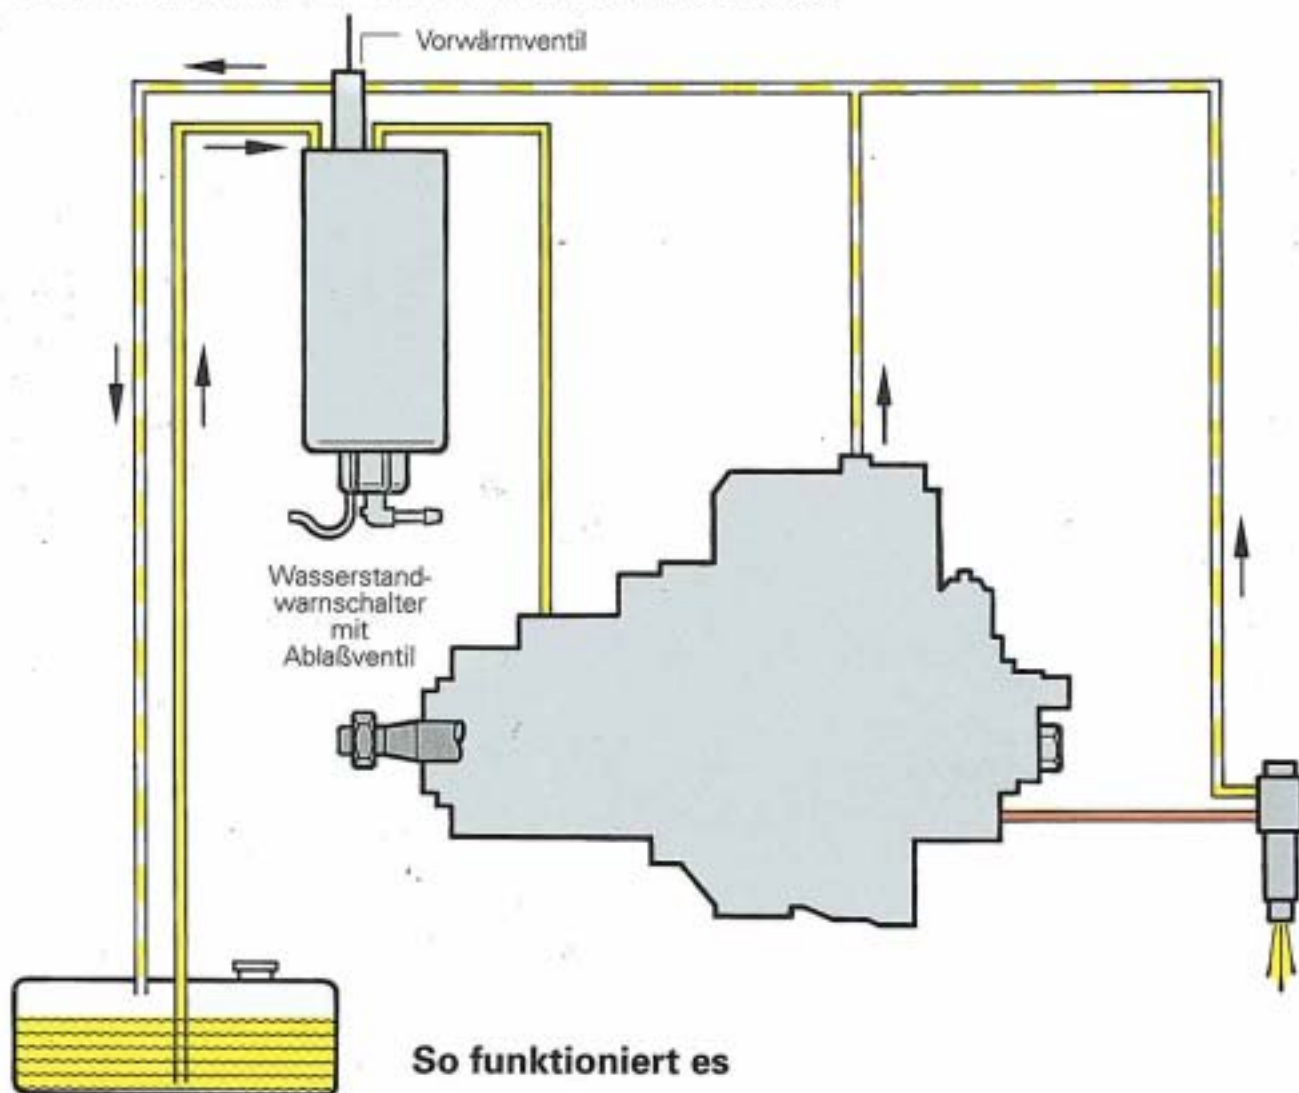 Vorwärmventil
Wasserstand-
warnschalter
mit
Ablaßventil
So funktioniert es